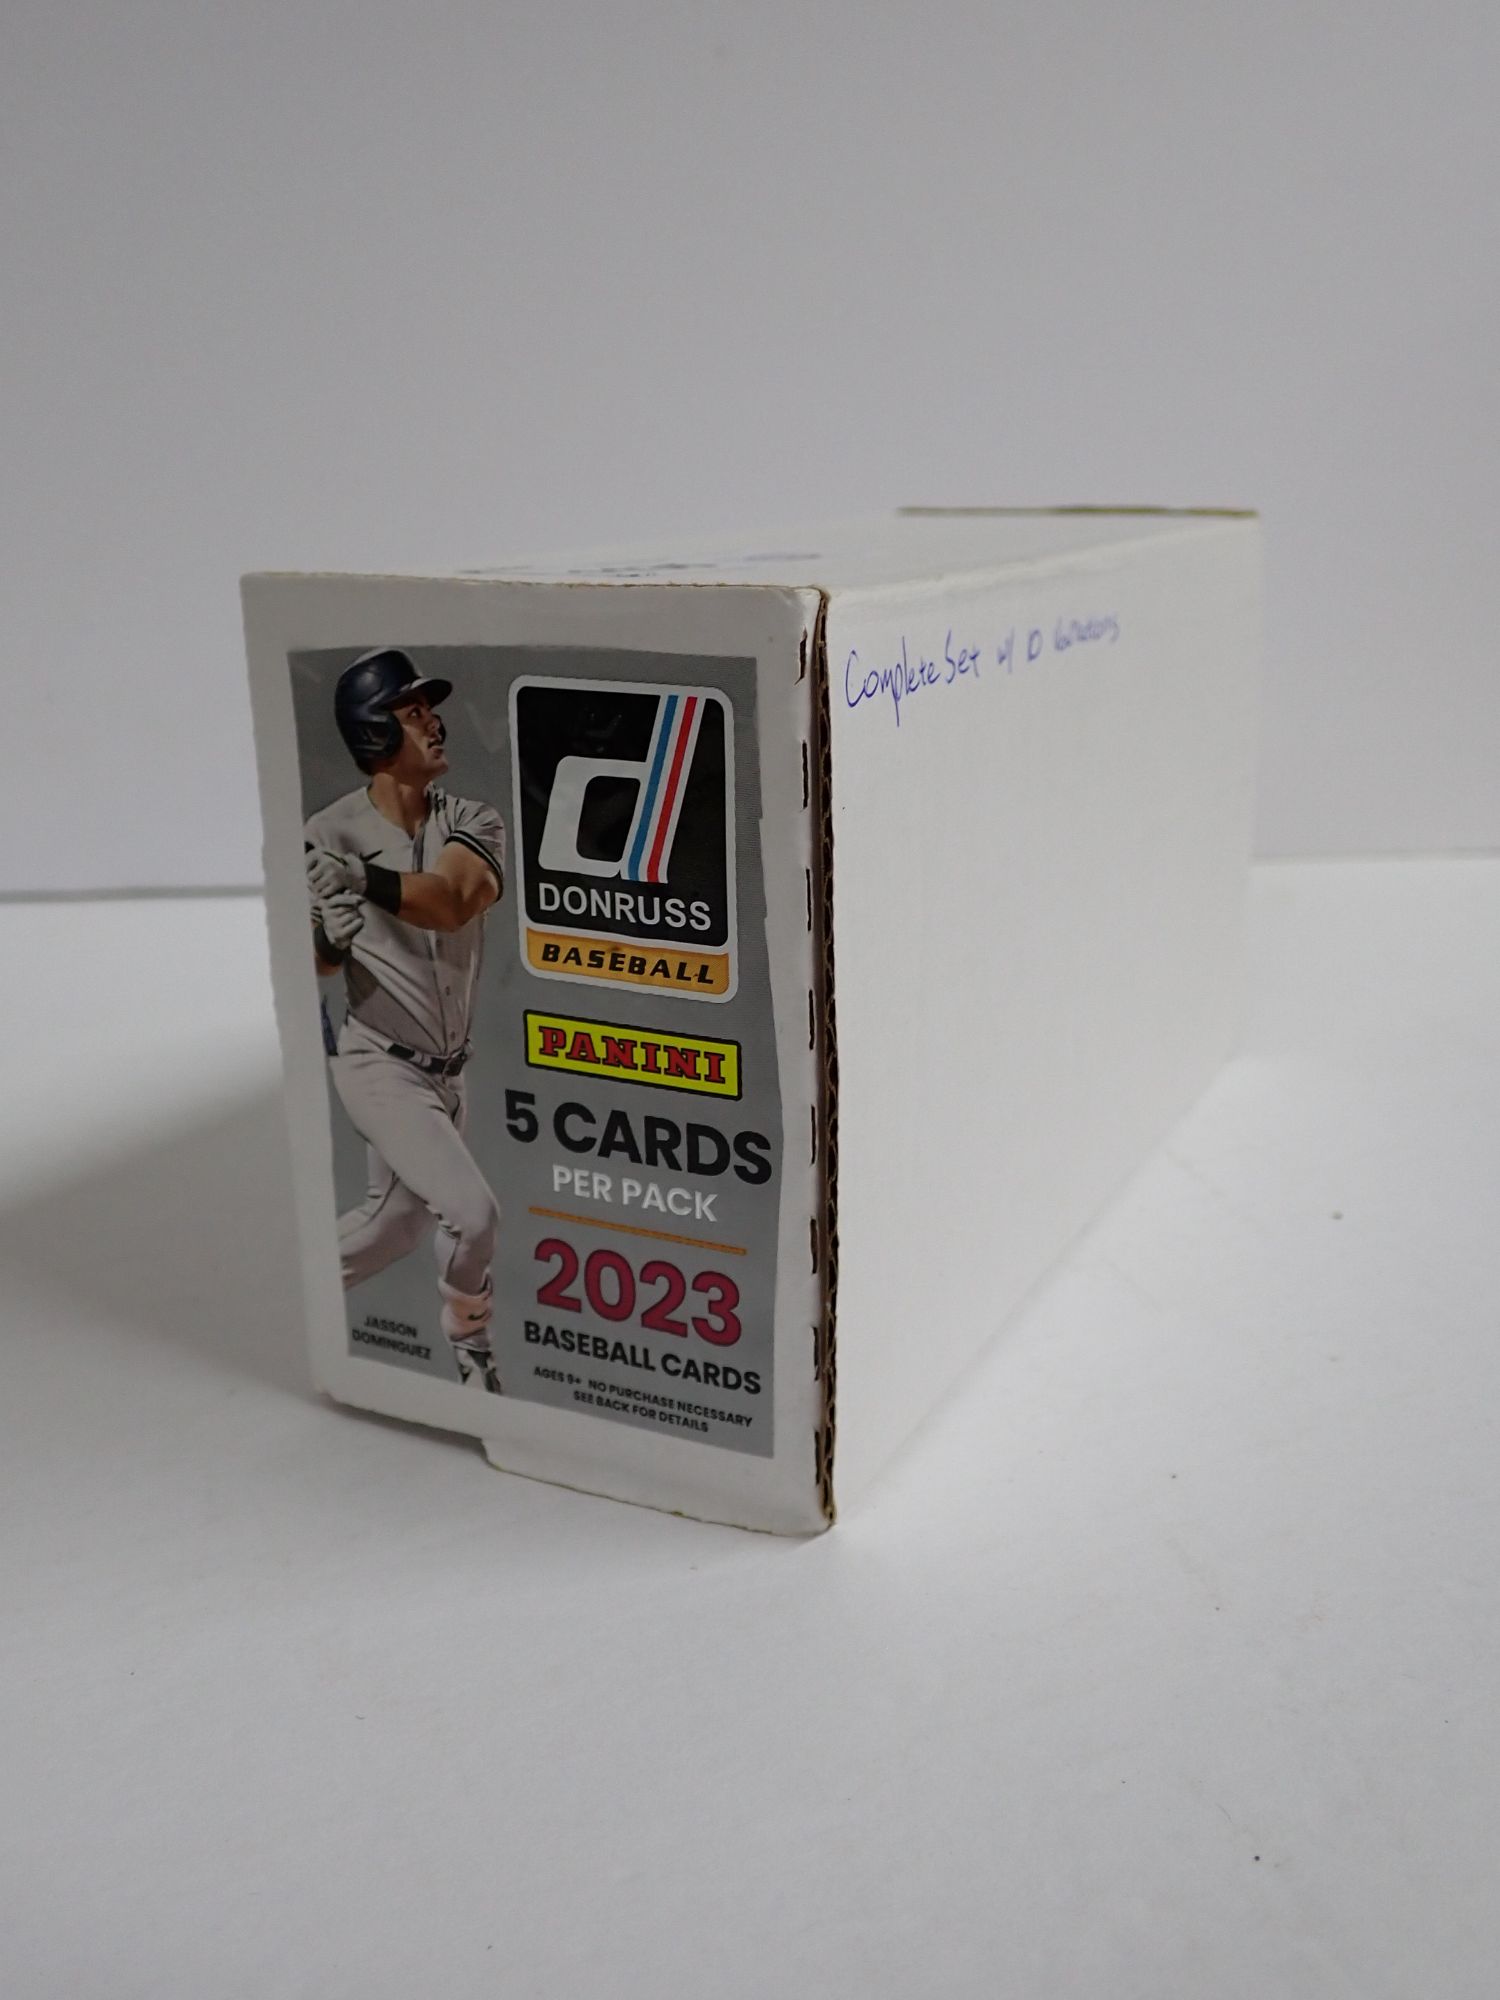 Complete Set w/
DONRUSS
BASEBALL
PANINI
5 CARDS
PER PACK
2023
BASEBALL CARDS
JASSON
DOMINGUEZ
AGES 9+ NO PURCHASE NECESSARY
SEE BACK FOR DETAILS